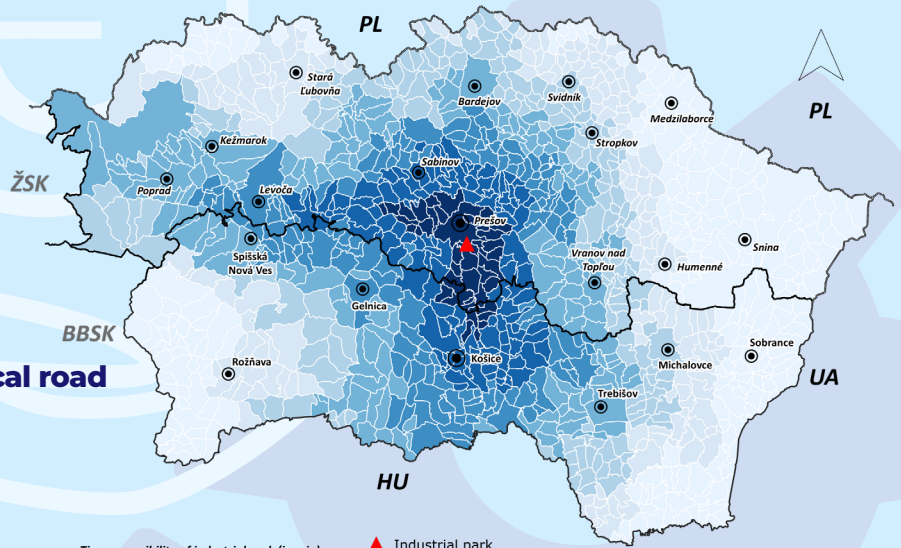 PL
Stará
Ľubovňa
Bardejov
Svidník
Medzilaborce
PL
Stropkov
Kežmarok
Sabinov
ŽSK
Poprad
Levoča
Prešov
Spišská
Nová Ves
Vranov nad
Topľou
Snina
Humenné
Gelnica
BBSK
Rožňava
Košice
Michalovce
Sobrance
cal road
UA
Trebišov
HU
Industrial park